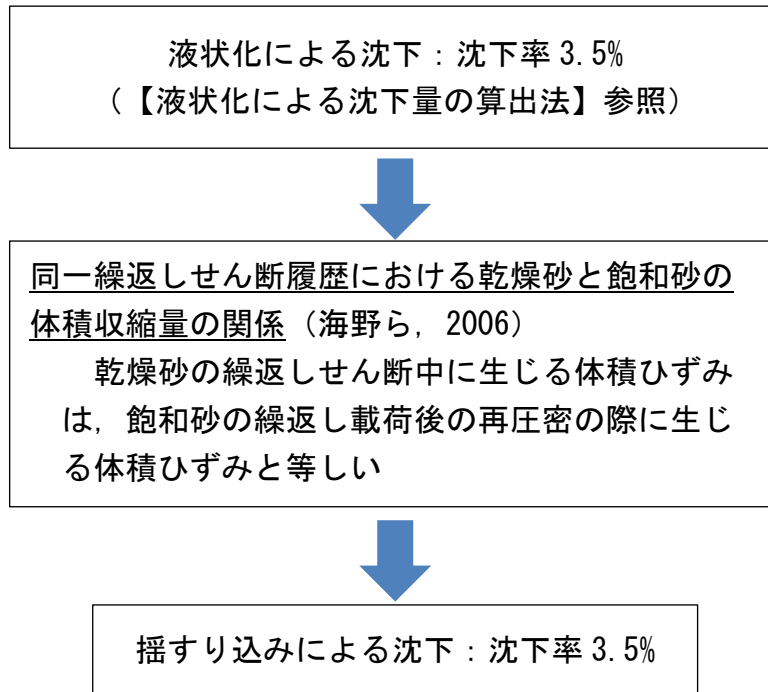 液状化による沈下：沈下率 3.5%
（【液状化による沈下量の算出法】参照）
同一繰返しせん断履歴における乾燥砂と飽和砂の
体積収縮量の関係（海野ら，2006）
乾燥砂の繰返しせん断中に生じる体積ひずみ
は，飽和砂の繰返し載荷後の再圧密の際に生じ
る体積ひずみと等しい
揺すり込みによる沈下：沈下率 3.5%